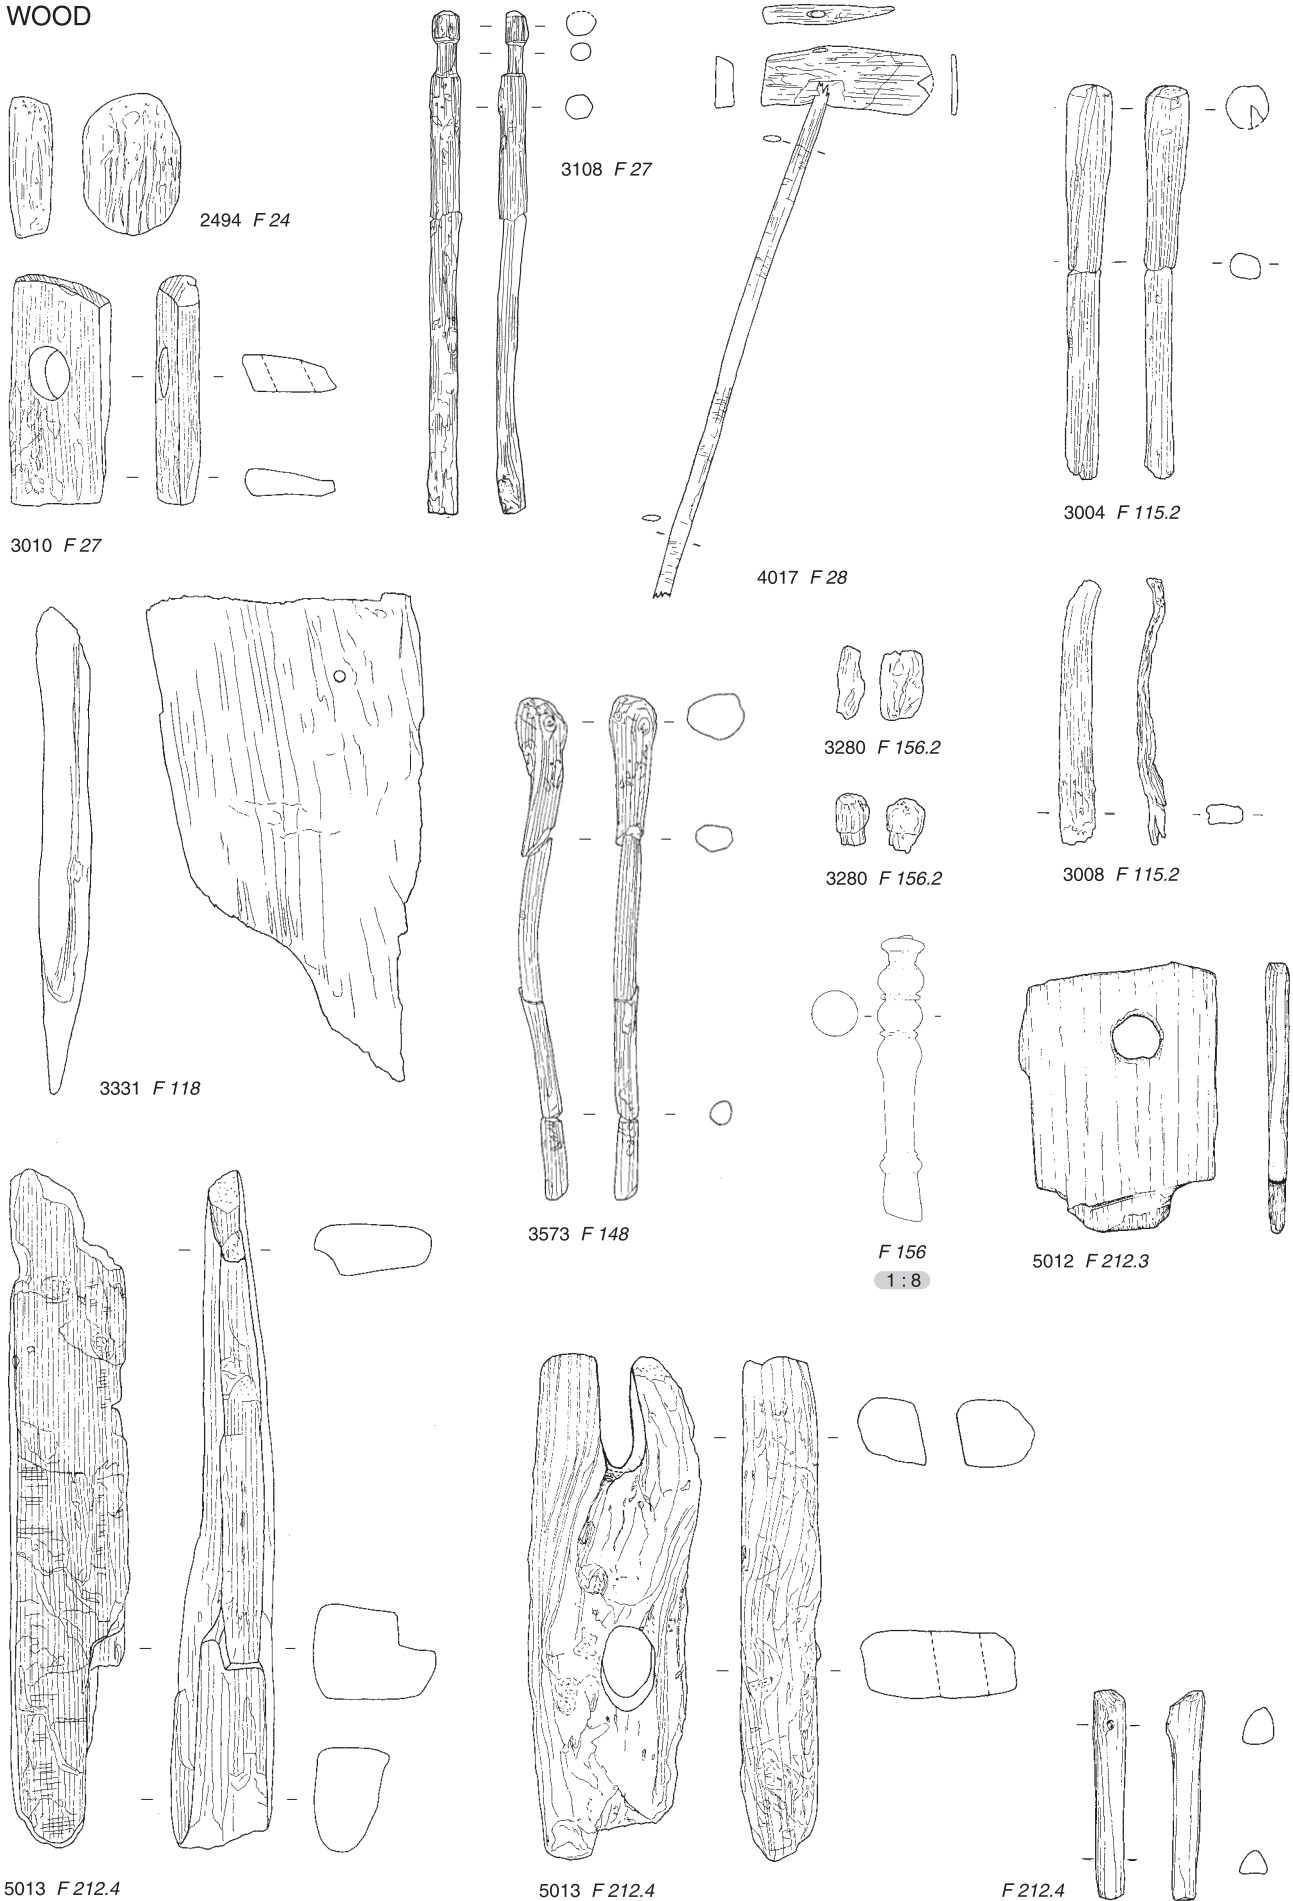 WOOD
3108 F 27
2494 F 24
3004 F 115.2
3010 F 27
4017 F 28
3280 F 156.2
3008 F 115.2
3280 F 156.2
3331 F 118
3573 F 148
F 156
1 : 8
5012 F 212.3
5013 F 212.4
5013 F 212.4
F 212.4